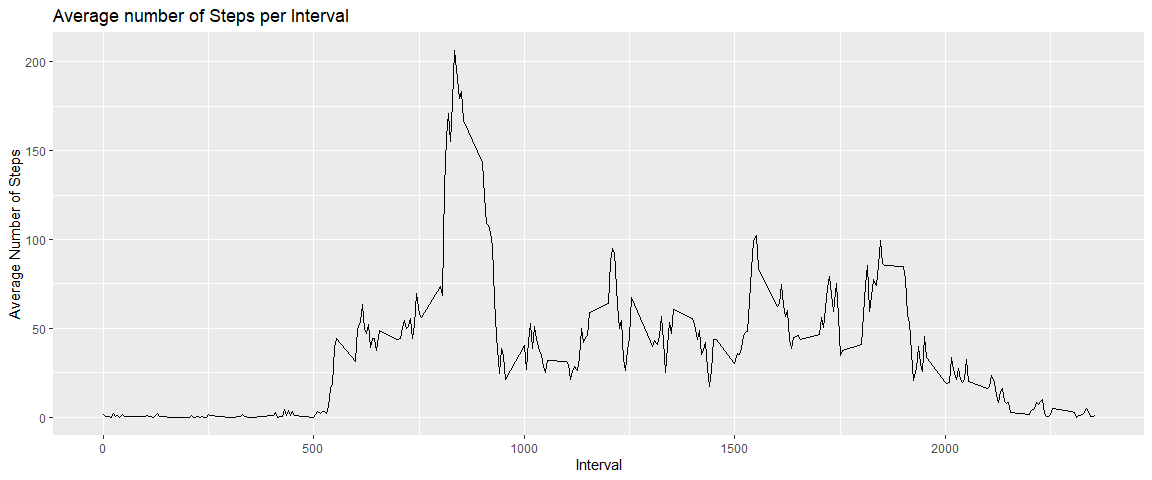 Average number of Steps per Interval
Average Number of Steps
200
150
100
50
0
0 500 1000 1500 2000
Interval